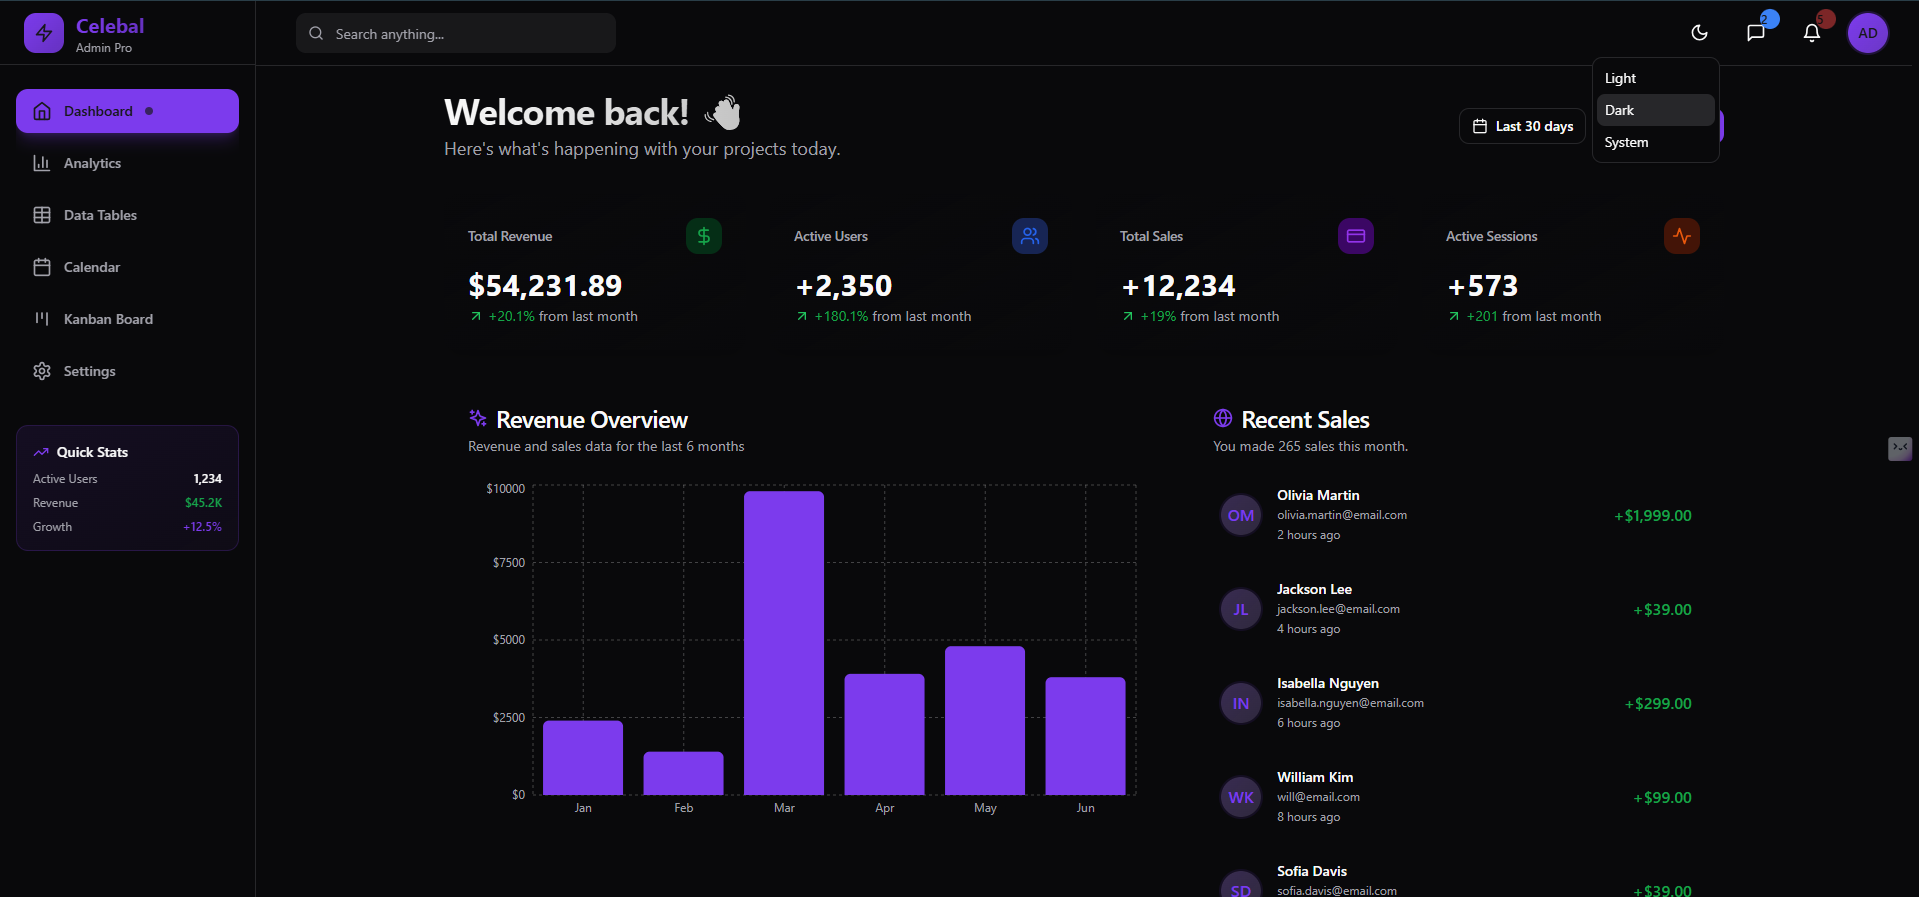 Celebal
Admin Pro
Search anything...
2
5
AD
Light
Dark
System
Dashboard
Analytics
Data Tables
Calendar
Kanban Board
Settings
Quick Stats
Active Users 1,234
Revenue $45.2K
Growth +12.5%
Welcome back! 👋
Here's what's happening with your projects today.
Last 30 days
Total Revenue
$54,231.89
+20.1% from last month
Active Users
+2,350
+180.1% from last month
Total Sales
+12,234
+19% from last month
Active Sessions
+573
+201 from last month
Revenue Overview
Revenue and sales data for the last 6 months
$10000
$7500
$5000
$2500
$0
Jan Feb Mar Apr May Jun
Recent Sales
You made 265 sales this month.
OM
Olivia Martin
olivia.martin@email.com
2 hours ago
+$1,999.00
JL
Jackson Lee
jackson.lee@email.com
4 hours ago
+$39.00
IN
Isabella Nguyen
isabella.nguyen@email.com
6 hours ago
+$299.00
WK
William Kim
will@email.com
8 hours ago
+$99.00
SD
Sofia Davis
sofia.davis@email.com
+$39.00